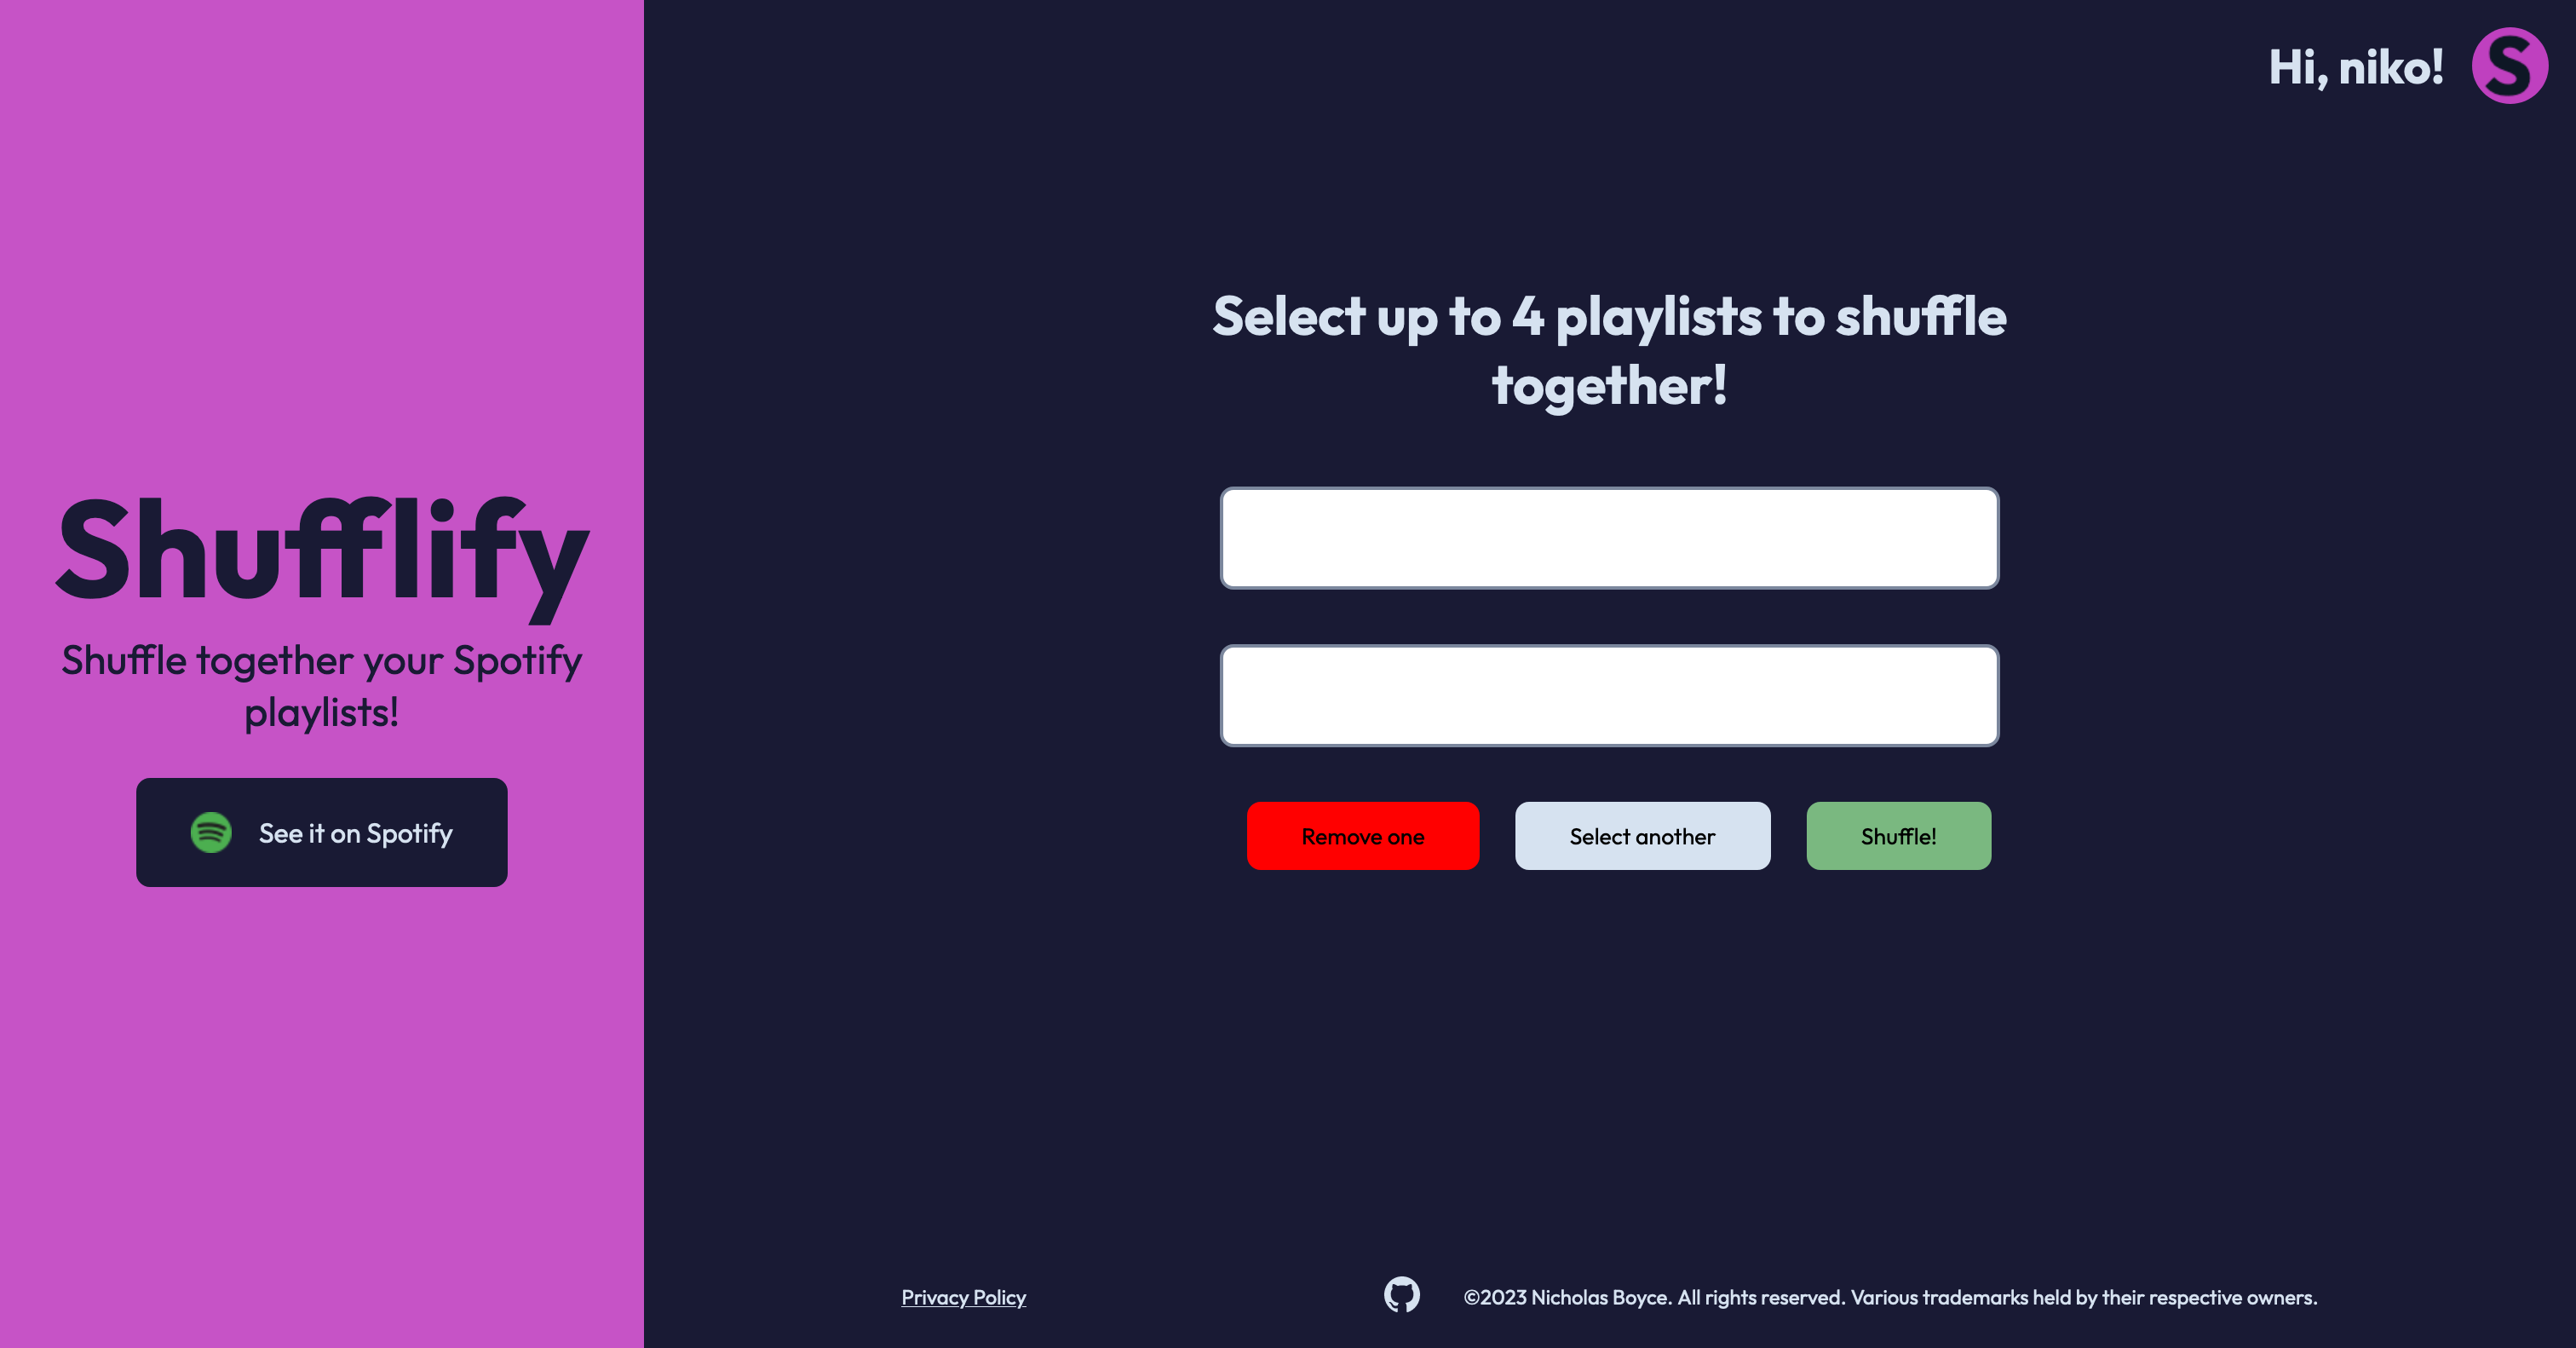 Hi, niko!
S
Shufflify
Shuffle together your Spotify
playlists!
See it on Spotify
Select up to 4 playlists to shuffle
together!
Remove one
Select another
Shuffle!
Privacy Policy
©2023 Nicholas Boyce. All rights reserved. Various trademarks held by their respective owners.